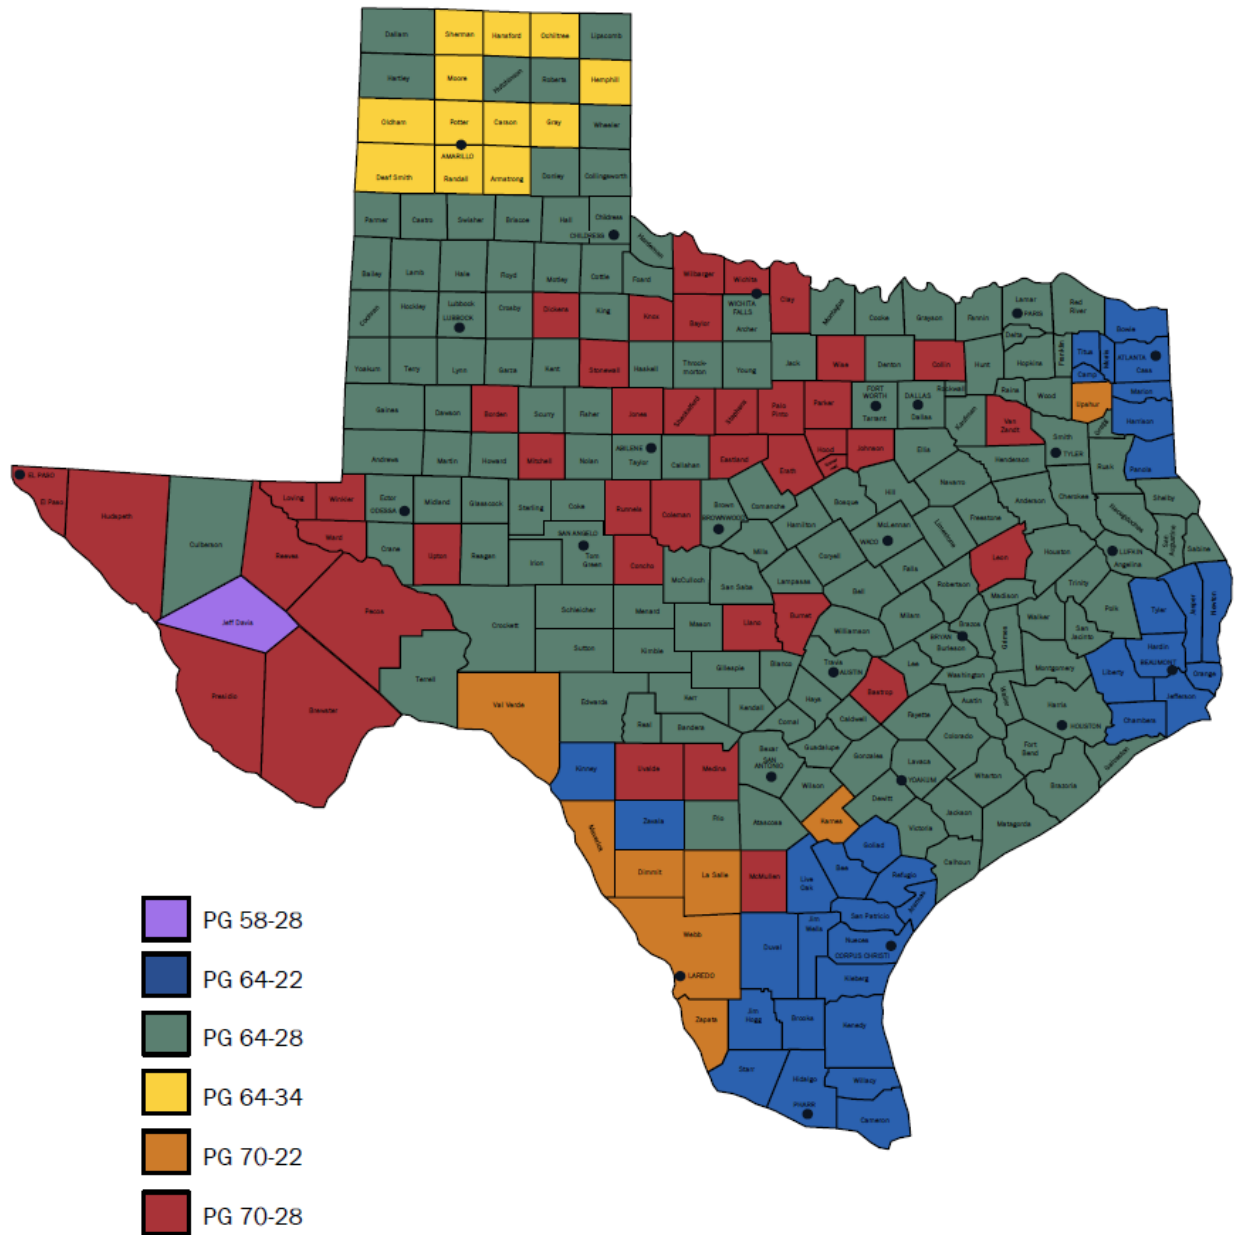 Dallam Sherman Hansford Ochiltree Lipscomb
Hartley Moore Hutchinson Roberts Hemphill
Oldham Potter Carson Gray Wheeler
AMARILLO
Deaf Smith Randall Armstrong Donley Collingsworth
Parmer Castro Swisher Briscoe Hall Childress
CHILDRESS
Hardeman
Bailey Lamb Hale Floyd Motley Cottle Foard Wilbarger Wichita Clay
WICHITA FALLS
Cochran Hockley Lubbock Crosby Dickens King Knox Baylor Archer Montague Cooke Grayson Fannin Lamar Red River Bowie
LUBBOCK
PARIS
Delta
Yoakum Terry Lynn Garza Kent Stonewall Haskell Throck-morton Young Jack Wise Denton Collin Hunt Hopkins Franklin Titus Morris Cass
ATLANTA
Camp
Gaines Dawson Borden Scurry Fisher Jones Shackelford Stephens Palo Pinto Parker Tarrant Dallas Rockwall Kaufman Rains Wood Upshur Marion
FORT WORTH
DALLAS
Van Zandt Smith Gregg Harrison
TYLER
Andrews Martin Howard Mitchell Nolan Taylor Callahan Eastland Erath Hood Johnson Ellis Henderson Rusk Panola
ABILENE
EL PASO
El Paso Hudspeth Culberson Loving Winkler Ector Midland Glasscock Sterling Coke Runnels Coleman Brown Comanche Bosque Hill Navarro Anderson Cherokee Shelby
ODESSA
BROWNWOOD
Reeves Ward Crane Upton Reagan Irion Tom Green Concho Mills Hamilton McLennan Limestone Freestone Nacogdoches San Augustine Sabine
SAN ANGELO
WACO
LUFKIN
McCulloch San Saba Lampasas Coryell Bell Falls Leon Houston Angelina
Robertson Madison Trinity Polk Tyler Jasper Newton
Jeff Davis Pecos Crockett Schleicher Menard Mason Llano Burnet Williamson Milam Brazos Grimes Walker San Jacinto Hardin
BRYAN
BEAUMONT
Burleson
Sutton Kimble Gillespie Blanco Travis Lee Washington Montgomery Liberty Orange
AUSTIN
Jefferson
Presidio Brewster Terrell Val Verde Edwards Real Kerr Bandera Kendall Comal Hays Caldwell Bastrop Fayette Austin Waller Harris Chambers
HOUSTON
Kinney Uvalde Medina Bexar Guadalupe Gonzales Lavaca Colorado Fort Bend Galveston
SAN ANTONIO
YOAKUM
Wilson Wharton Brazoria
Maverick Zavala Frio Atascosa Karnes Dewitt Victoria Jackson Matagorda
Dimmit La Salle McMullen Live Oak Bee Goliad Refugio Calhoun
Aransas
Webb Duval Jim Wells San Patricio
Nueces
CORPUS CHRISTI
LAREDO
Kleberg
Zapata Jim Hogg Brooks Kenedy
Starr Hidalgo Willacy
PHARR
Cameron
PG 58-28
PG 64-22
PG 64-28
PG 64-34
PG 70-22
PG 70-28